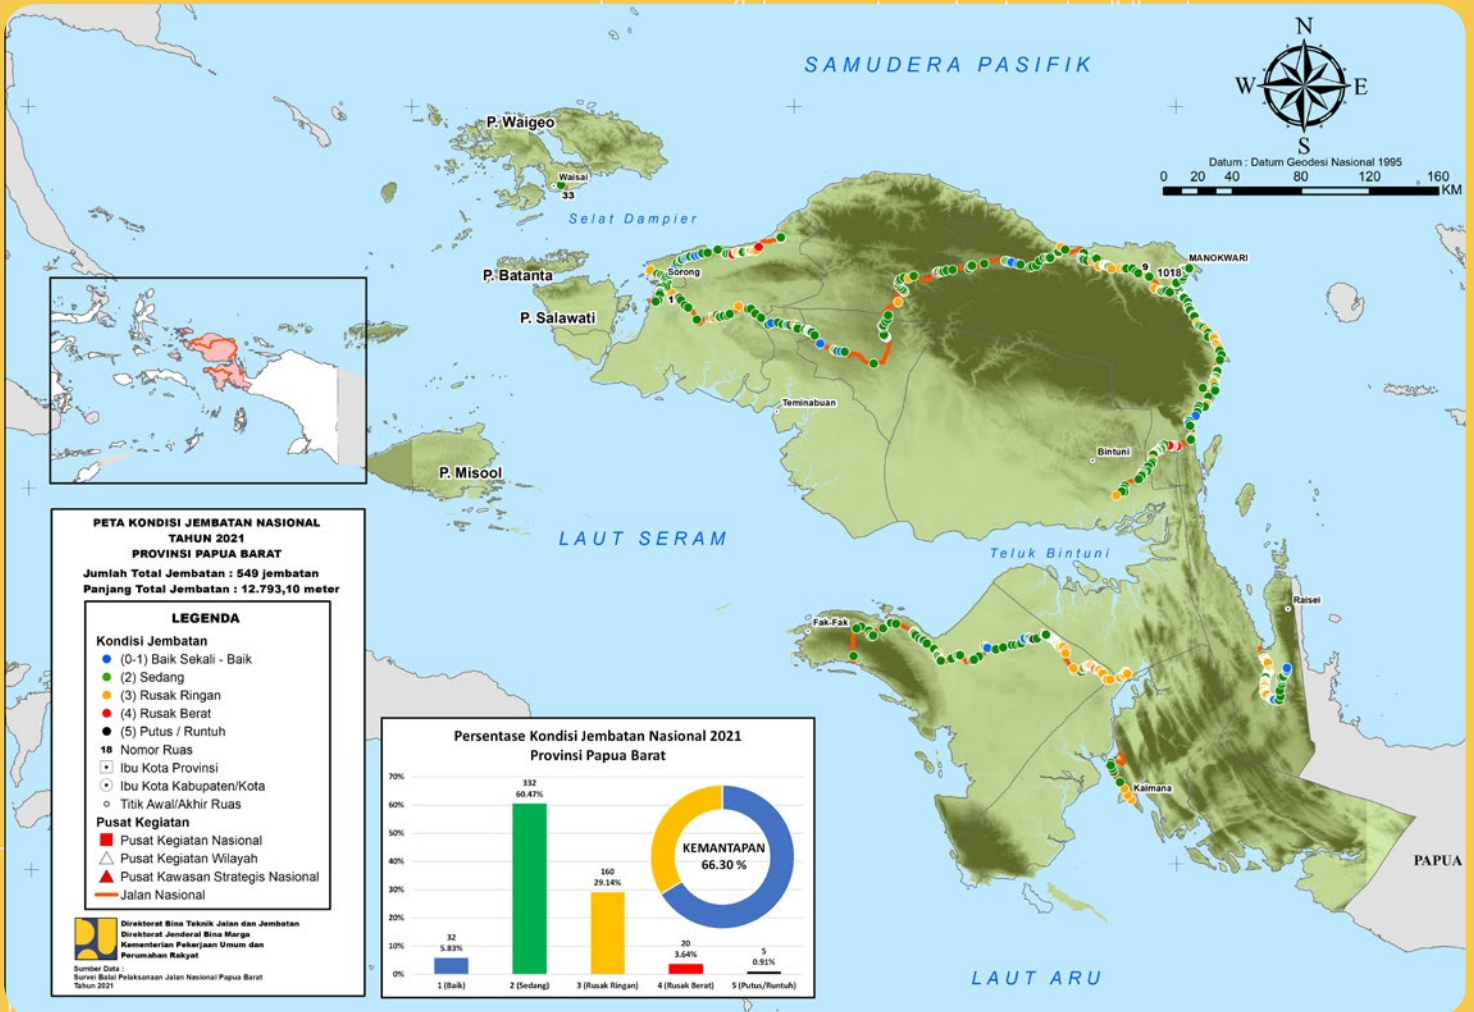 SAMUDERA PASIFIK
N
W
E
S
Datum : Datum Geodesi Nasional 1995
0 20 40 80 120 160
KM
P. Waigeo
Waisai
33
Selat Dampier
P. Batanta
Sorong
1
P. Salawati
9
1018
MANOKWARI
Teminabuan
Bintuni
P. Misool
LAUT SERAM
Teluk Bintuni
Raisei
Fak-Fak
Kaimana
PAPUA
LAUT ARU
PETA KONDISI JEMBATAN NASIONAL
TAHUN 2021
PROVINSI PAPUA BARAT
Jumlah Total Jembatan : 549 jembatan
Panjang Total Jembatan : 12.793,10 meter
LEGENDA
Kondisi Jembatan
(0-1) Baik Sekali - Baik
(2) Sedang
(3) Rusak Ringan
(4) Rusak Berat
(5) Putus / Runtuh
18 Nomor Ruas
Ibu Kota Provinsi
Ibu Kota Kabupaten/Kota
Titik Awal/Akhir Ruas
Pusat Kegiatan
Pusat Kegiatan Nasional
Pusat Kegiatan Wilayah
Pusat Kawasan Strategis Nasional
Jalan Nasional
Direktorat Bina Teknik Jalan dan Jembatan
Direktorat Jenderal Bina Marga
Kementerian Pekerjaan Umum dan
Perumahan Rakyat
Sumber Data :
Survei Balai Pelaksanaan Jalan Nasional Papua Barat
Tahun 2021
Persentase Kondisi Jembatan Nasional 2021
Provinsi Papua Barat
70%
60%
50%
40%
30%
20%
10%
0%
32
5.83%
332
60.47%
160
29.14%
20
3.64%
5
0.91%
1 (Baik)
2 (Sedang)
3 (Rusak Ringan)
4 (Rusak Berat)
5 (Putus/Runtuh)
KEMANTAPAN
66.30 %